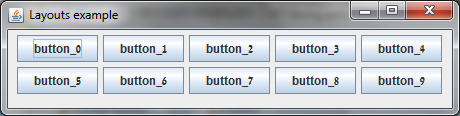 Layouts example
button_0 button_1 button_2 button_3 button_4
button_5 button_6 button_7 button_8 button_9